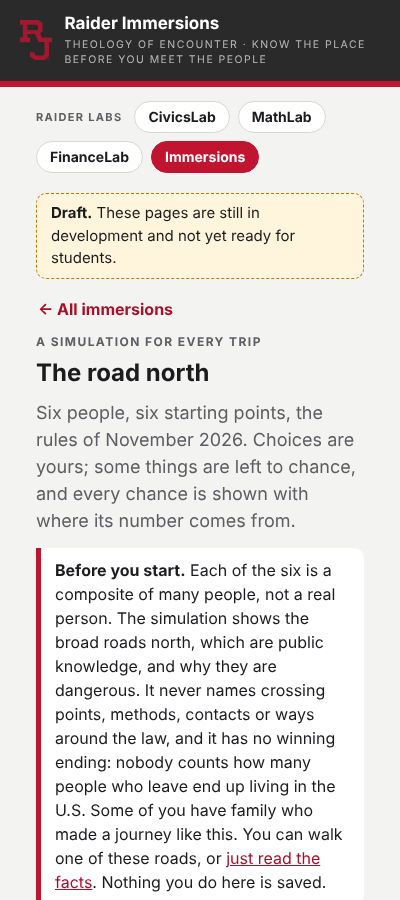 RJ
Raider Immersions
THEOLOGY OF ENCOUNTER · KNOW THE PLACE
BEFORE YOU MEET THE PEOPLE
RAIDER LABS
CivicsLab
MathLab
FinanceLab
Immersions
Draft. These pages are still in
development and not yet ready for
students.
← All immersions
A SIMULATION FOR EVERY TRIP
The road north
Six people, six starting points, the
rules of November 2026. Choices are
yours; some things are left to chance,
and every chance is shown with
where its number comes from.
Before you start. Each of the six is a
composite of many people, not a real
person. The simulation shows the
broad roads north, which are public
knowledge, and why they are
dangerous. It never names crossing
points, methods, contacts or ways
around the law, and it has no winning
ending: nobody counts how many
people who leave end up living in the
U.S. Some of you have family who
made a journey like this. You can walk
one of these roads, or just read the
facts. Nothing you do here is saved.